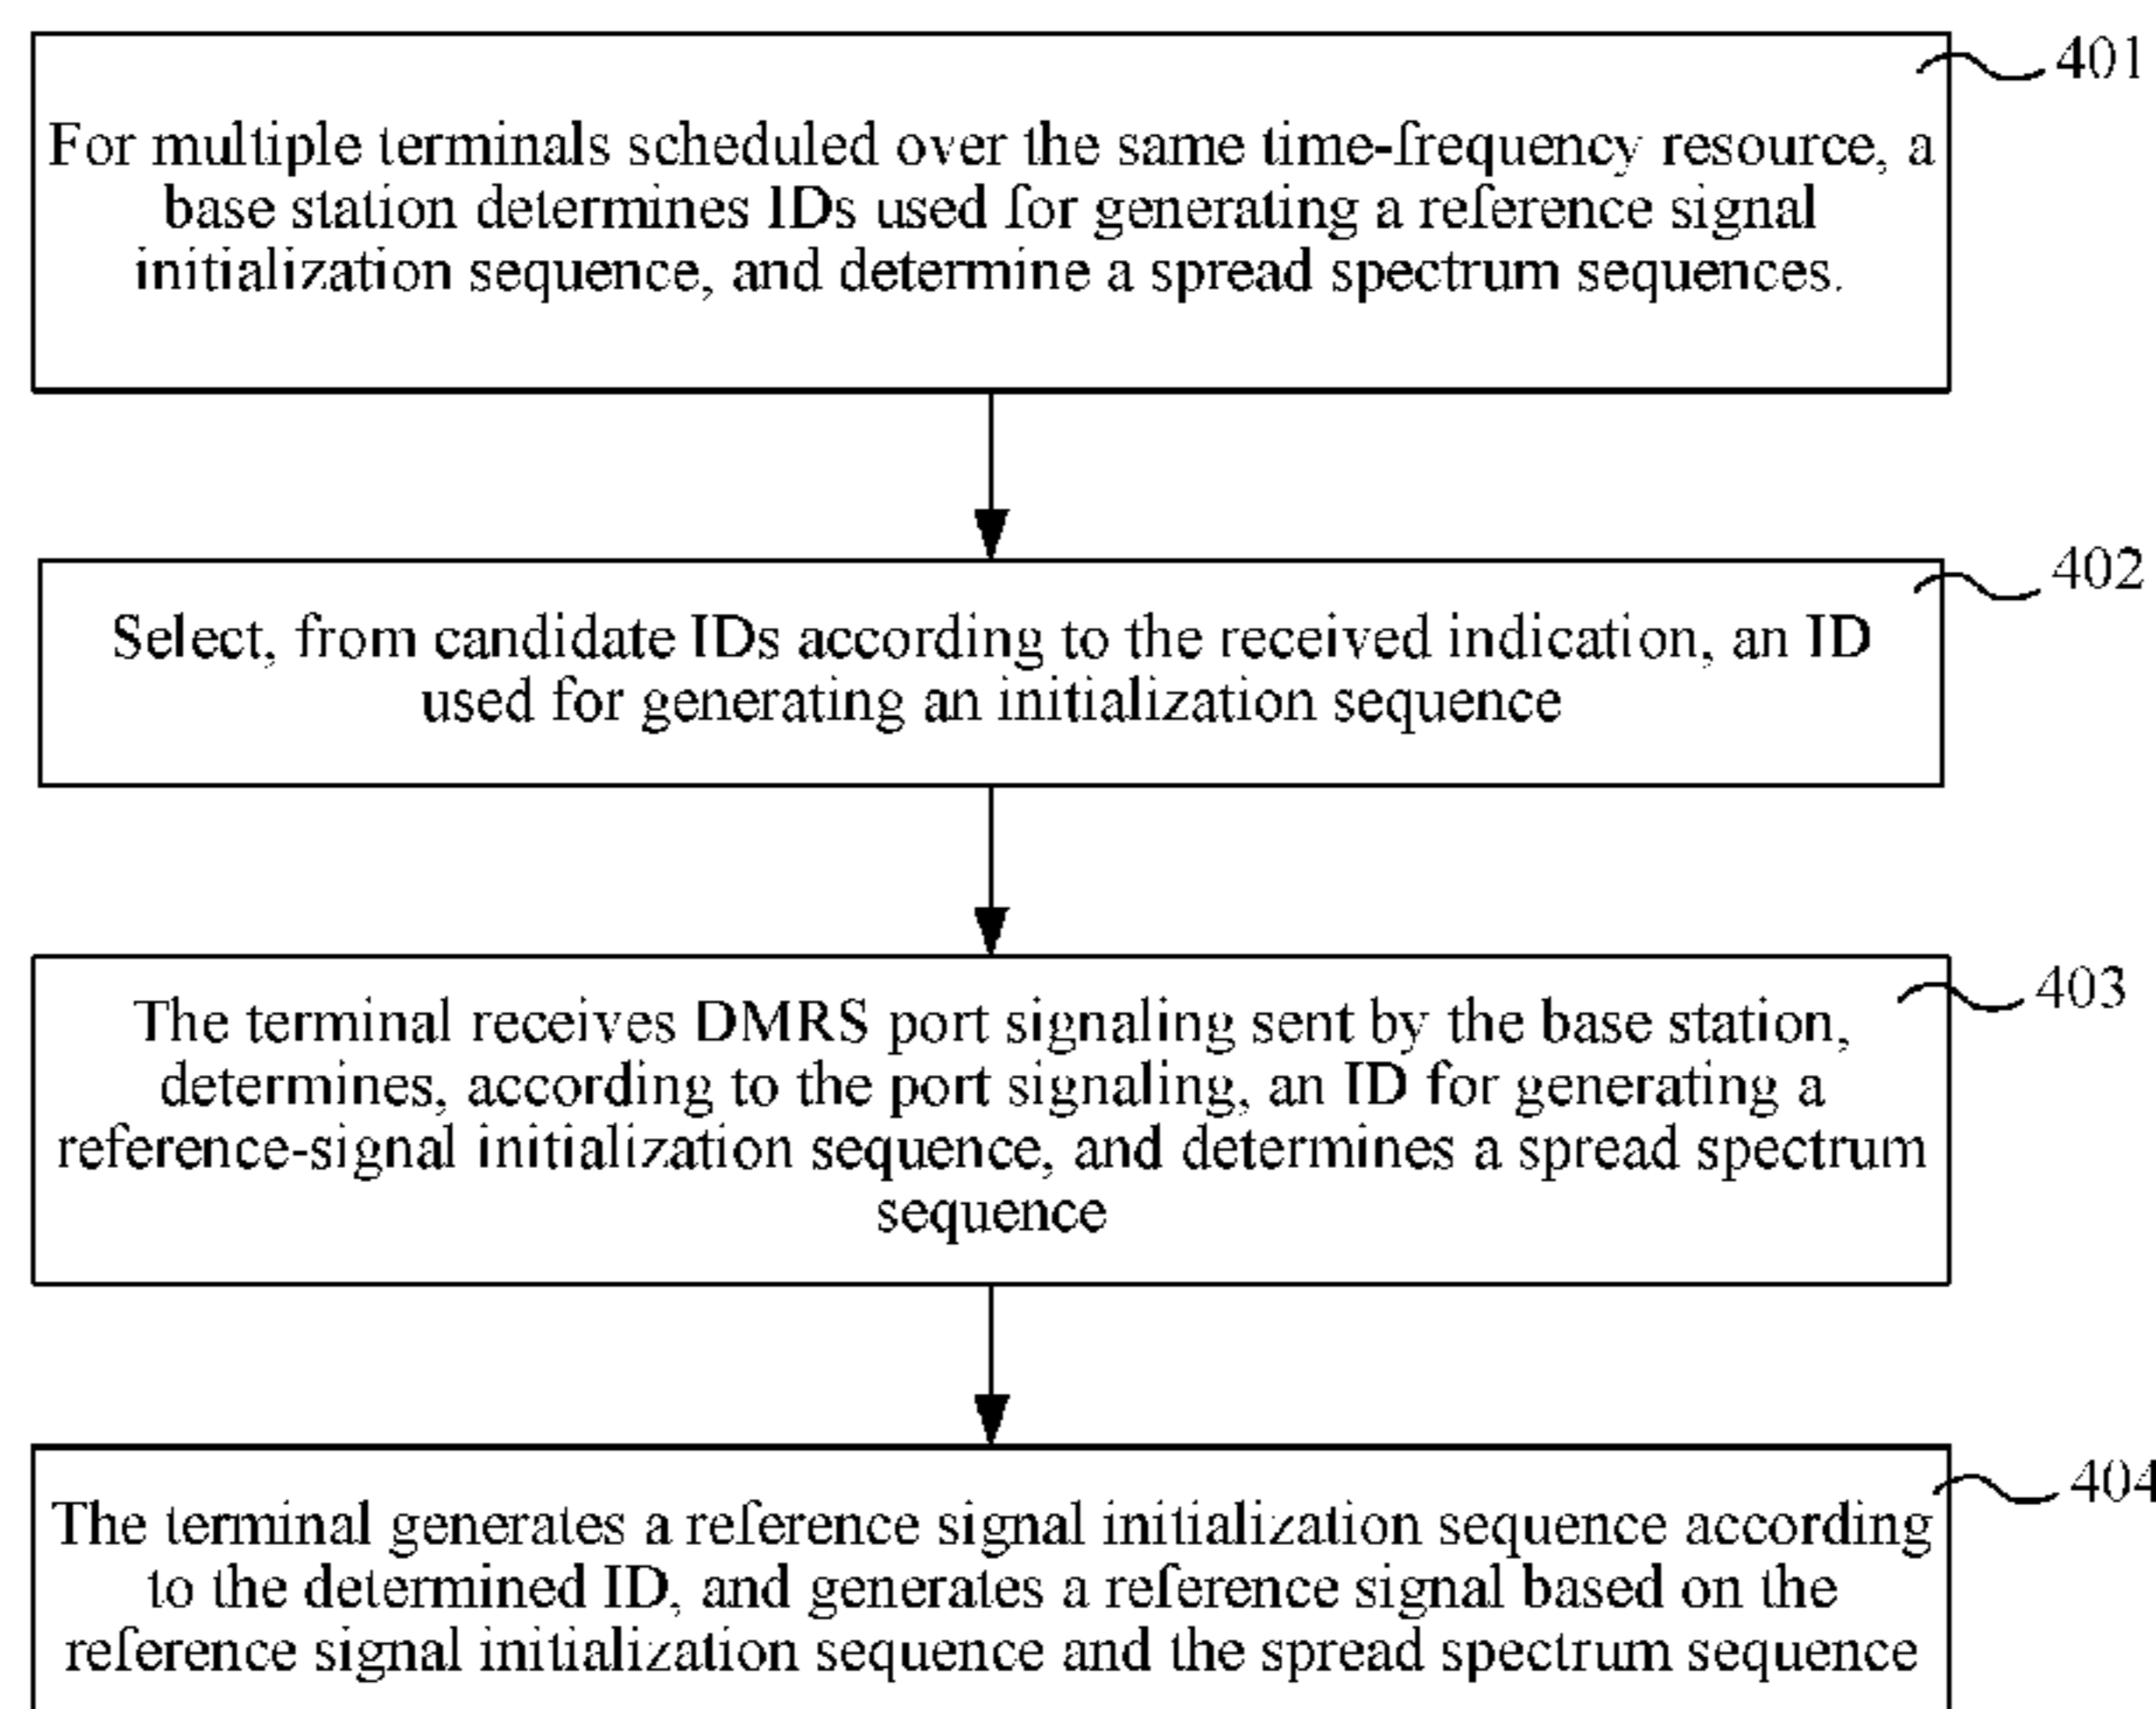 401
For multiple terminals scheduled over the same time-frequency resource, a
base station determines IDs used for generating a reference signal
initialization sequence, and determine a spread spectrum sequences.
402
Select, from candidate IDs according to the received indication, an ID
used for generating an initialization sequence
403
The terminal receives DMRS port signaling sent by the base station,
determines, according to the port signaling, an ID for generating a
reference-signal initialization sequence, and determines a spread spectrum
sequence
404
The terminal generates a reference signal initialization sequence according
to the determined ID, and generates a reference signal based on the
reference signal initialization sequence and the spread spectrum sequence